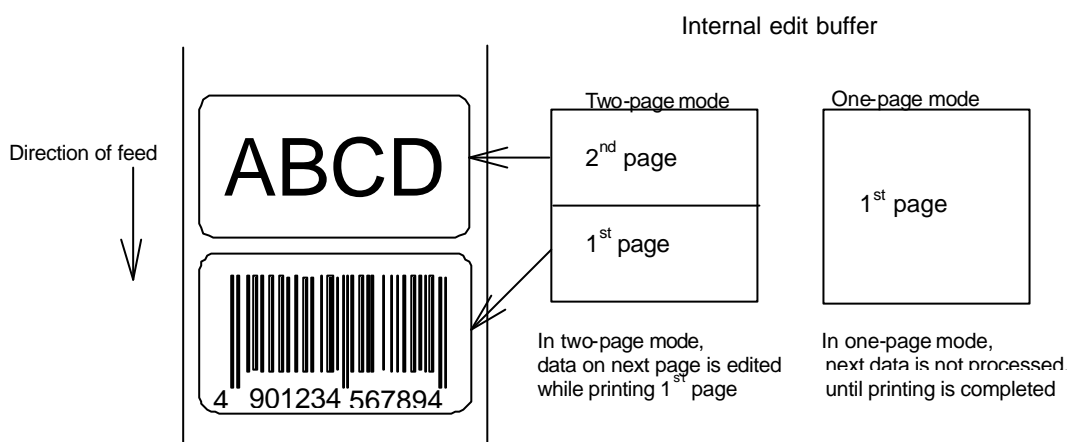 Internal edit buffer
Two-page mode
One-page mode
Direction of feed
ABCD
2nd page
1st page
1st page
4 901234 567894
In two-page mode,
data on next page is edited
while printing 1st page
In one-page mode,
next data is not processed,
until printing is completed